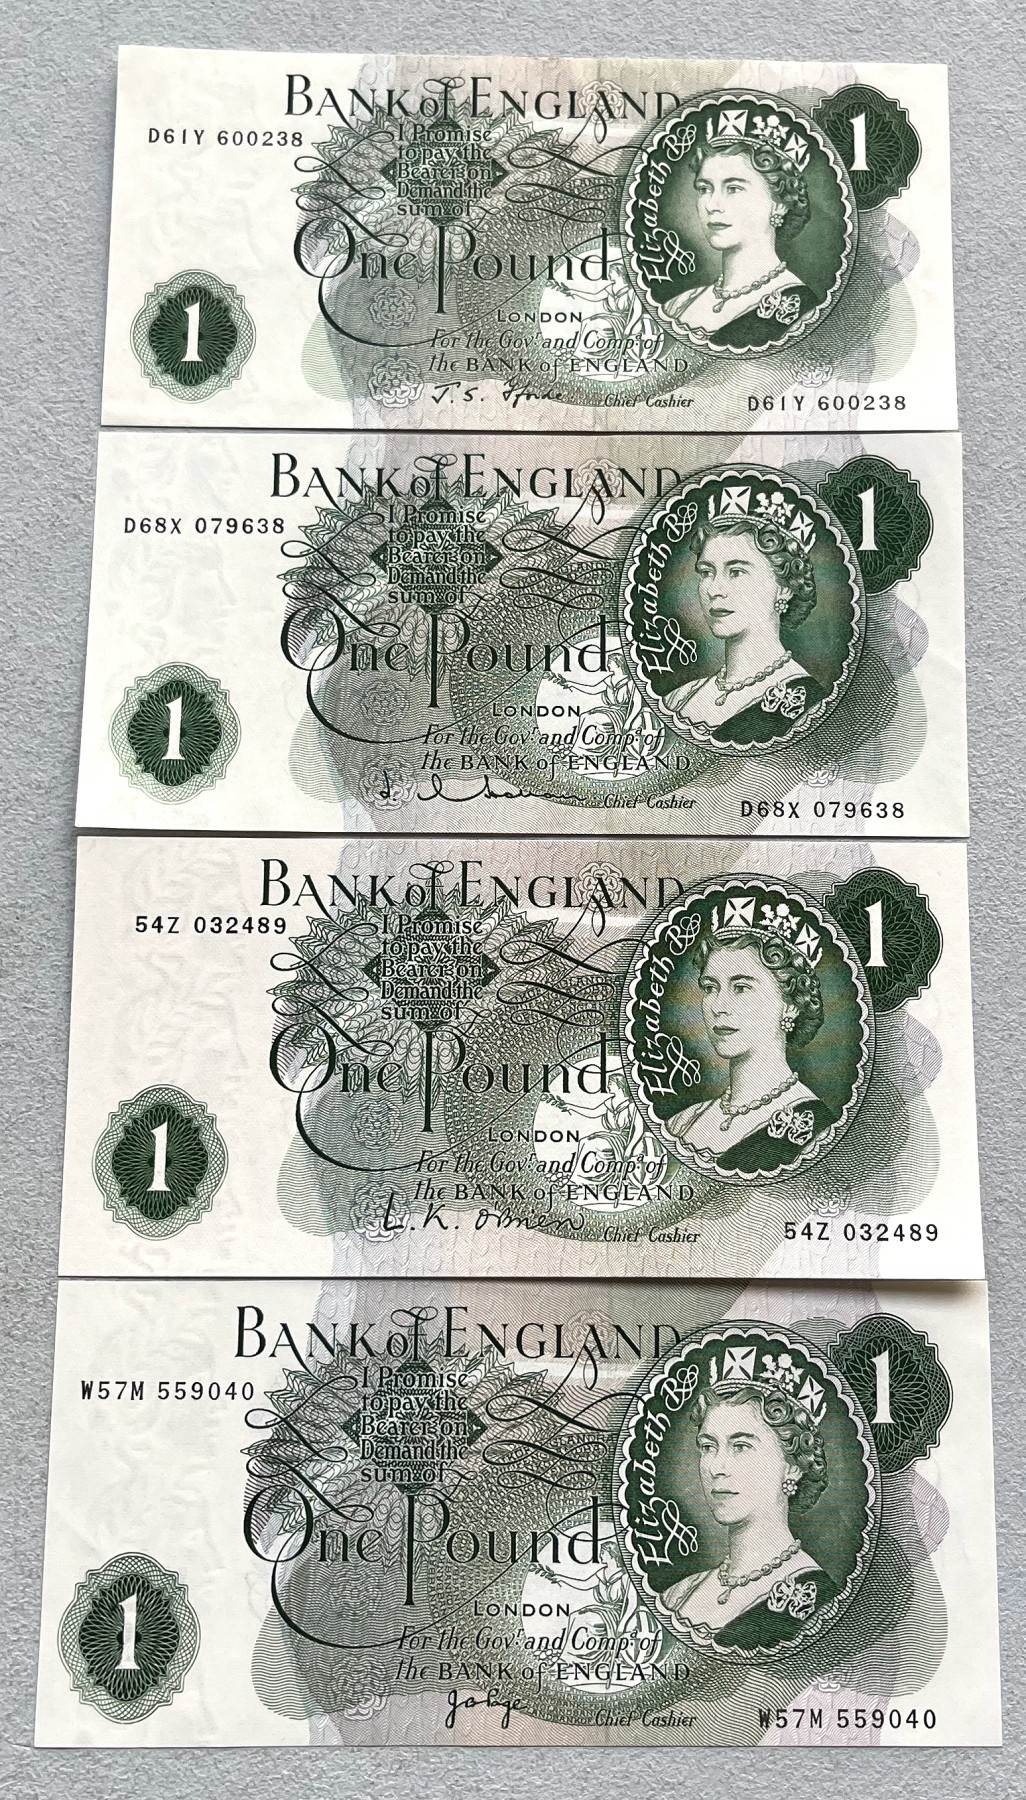 BANK of ENGLAND
D61Y 600238
I Promise
to pay the
Bearer on
Demand the
sum of
One Pound
LONDON
For the Govr. and Compa. of
the BANK of ENGLAND
J. S. Fforde Chief Cashier
D61Y 600238
1
1
Elizabeth R
BANK of ENGLAND
D68X 079638
I Promise
to pay the
Bearer on
Demand the
sum of
One Pound
LONDON
For the Govr. and Compa. of
the BANK of ENGLAND
Chief Cashier
D68X 079638
1
1
Elizabeth R
BANK of ENGLAND
54Z 032489
I Promise
to pay the
Bearer on
Demand the
sum of
One Pound
LONDON
For the Govr. and Compa. of
the BANK of ENGLAND
L.K. O'Brien Chief Cashier
54Z 032489
1
1
Elizabeth R
BANK of ENGLAND
W57M 559040
I Promise
to pay the
Bearer on
Demand the
sum of
One Pound
LONDON
For the Govr. and Compa. of
the BANK of ENGLAND
J B Page Chief Cashier
W57M 559040
1
1
Elizabeth R